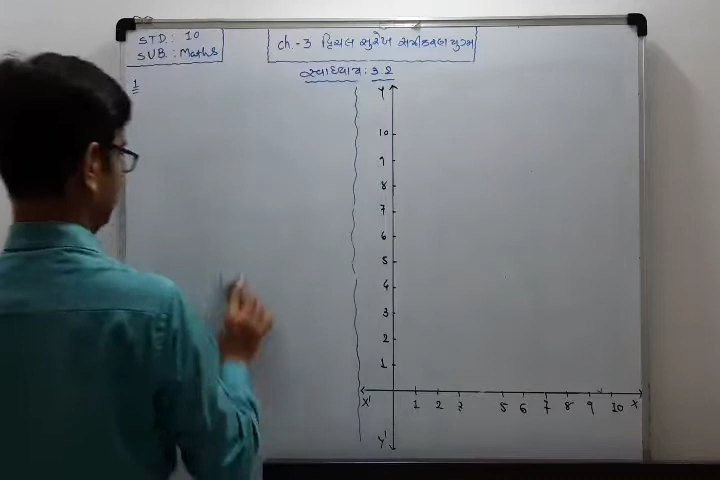 STD : 10
SUB : Maths
ch.-3 દ્વિચલ સુરેખ સમીકરણ યુગ્મ
સ્વાધ્યાય : 3.2
1
Y
10
9
8
7
6
5
4
3
2
1
X' 1 2 3 5 6 7 8 9 10 X
Y'